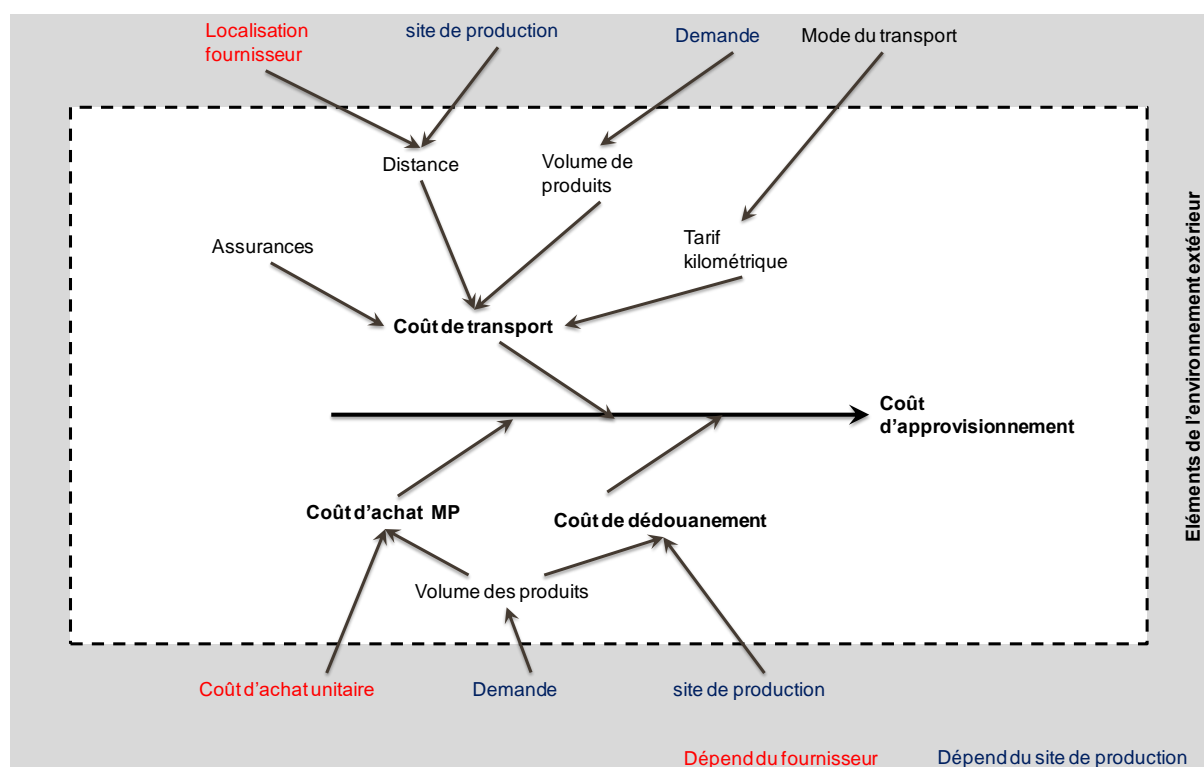 Localisation
fournisseur
site de production
Demande
Mode du transport
Distance
Volume de
produits
Assurances
Tarif
kilométrique
Coût de transport
Coût
d’approvisionnement
Eléments de l’environnement extérieur
Coût d’achat MP
Coût de dédouanement
Volume des produits
Coût d’achat unitaire
Demande
site de production
Dépend du fournisseur
Dépend du site de production